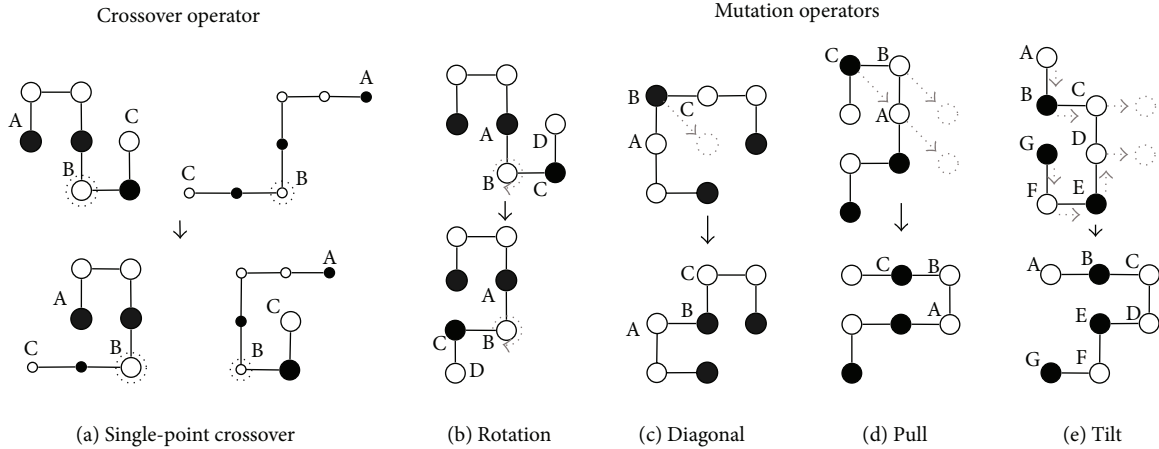 Crossover operator
Mutation operators
A
B
C
A
B
C
A
B
C
A
B
C
A
B
C
D
A
B
C
D
A
B
C
A
B
C
A
B
C
A
B
C
A
B
C
D
E
F
G
A
B
C
D
E
F
G
(a) Single-point crossover
(b) Rotation
(c) Diagonal
(d) Pull
(e) Tilt